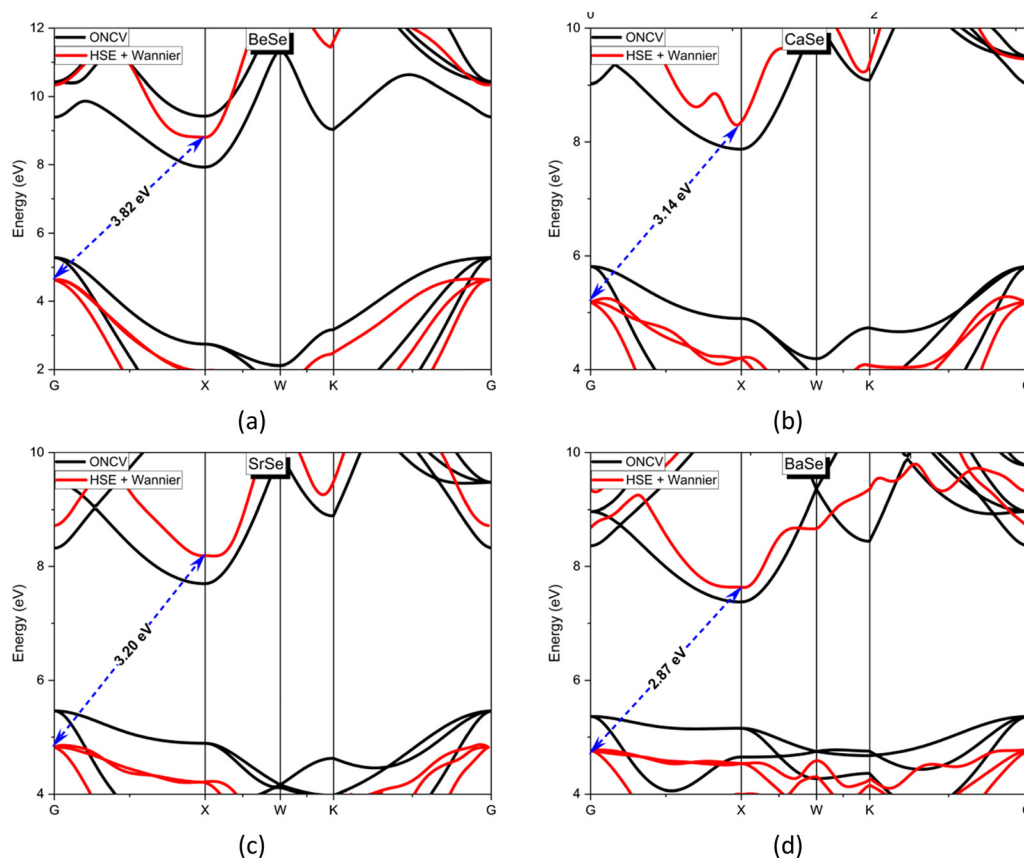 0
2
12
ONCV
HSE + Wannier
BeSe
10
8
6
4
2
Energy (eV)
3.82 eV
G X W K G
(a)
10
ONCV
HSE + Wannier
CaSe
8
6
4
Energy (eV)
3.14 eV
G X W K
(b)
10
ONCV
HSE + Wannier
SrSe
8
6
4
Energy (eV)
3.20 eV
G X W K G
(c)
10
ONCV
HSE + Wannier
BaSe
8
6
4
Energy (eV)
2.87 eV
G X W K
(d)